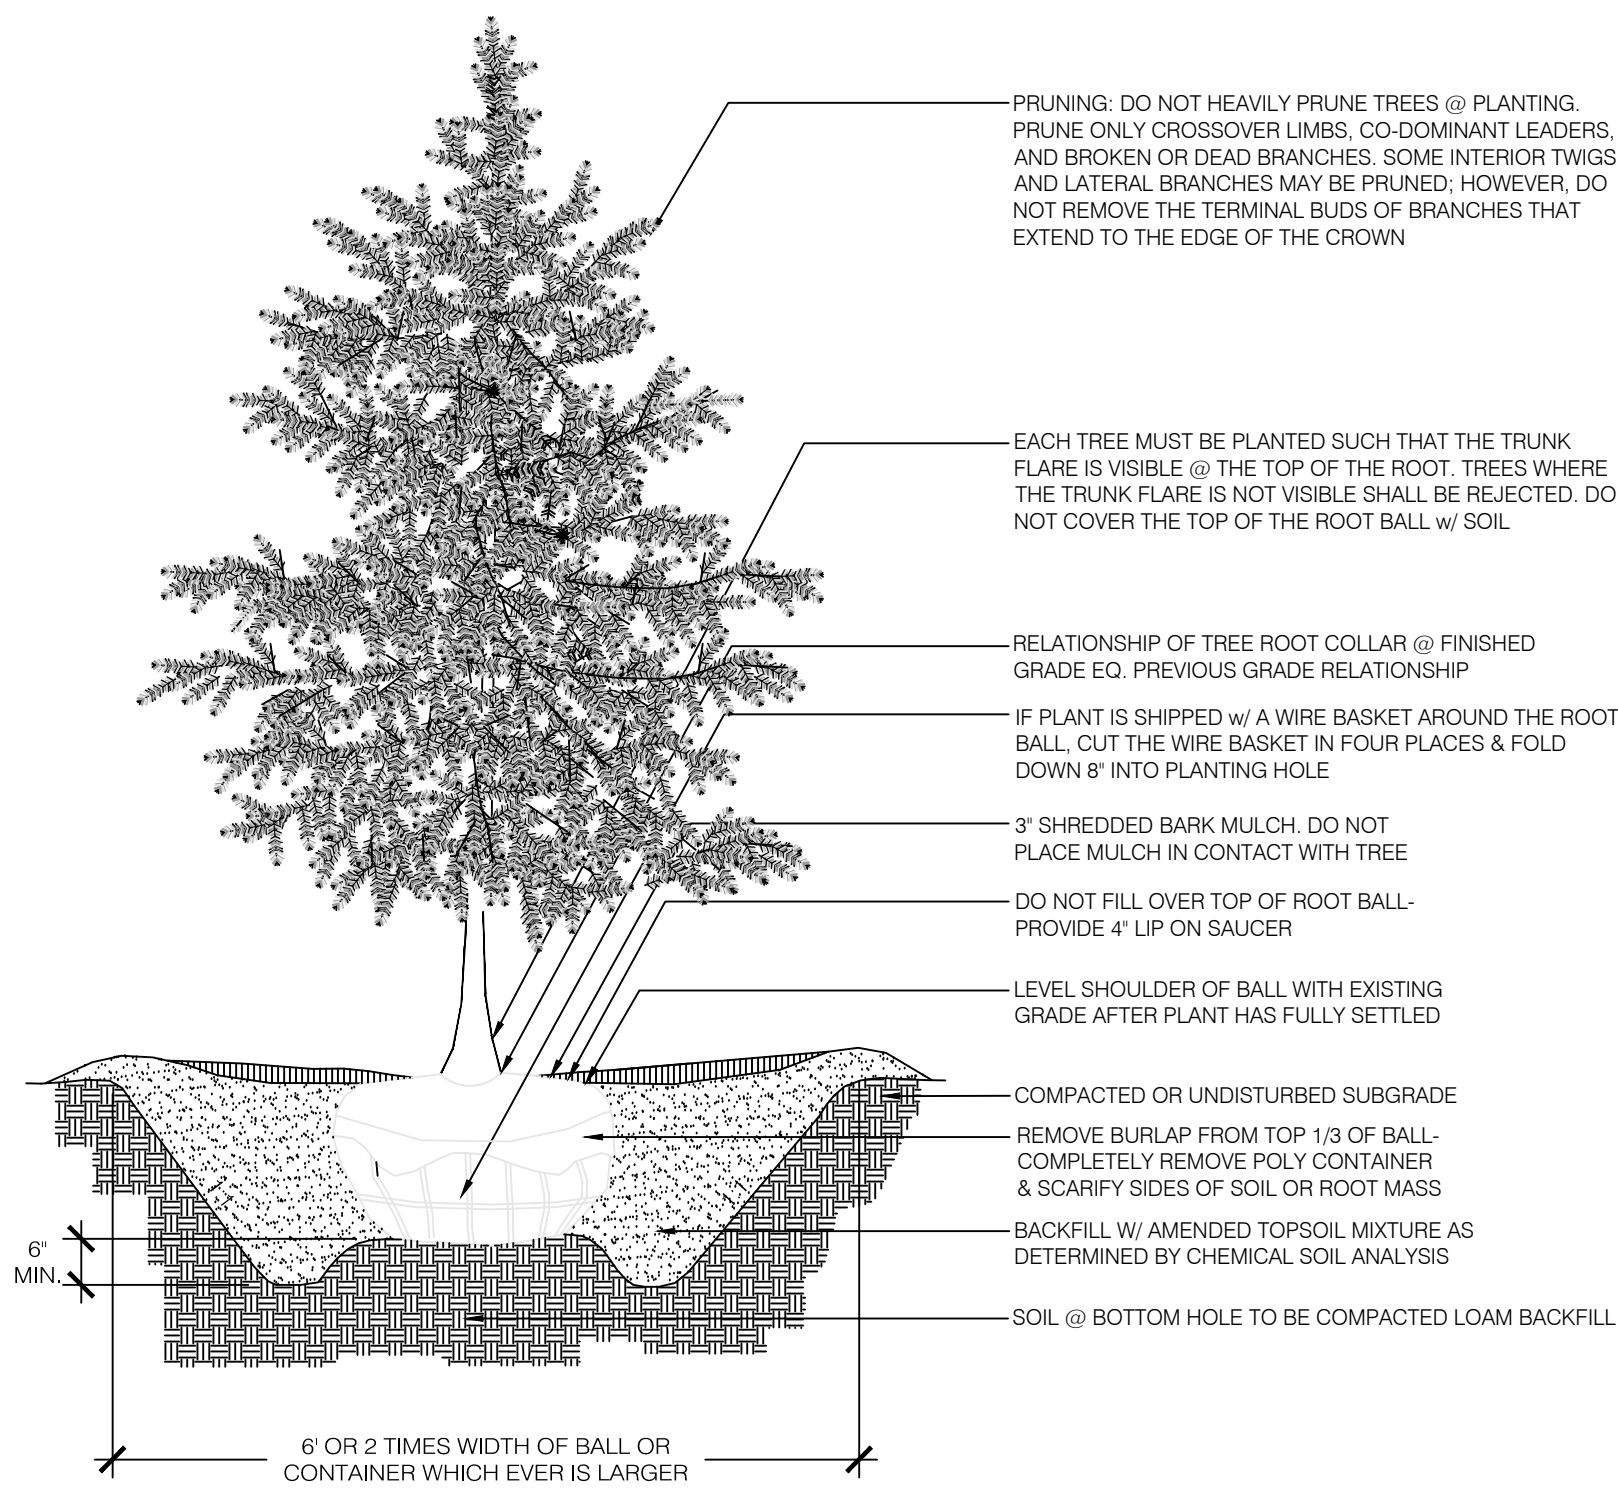 PRUNING: DO NOT HEAVILY PRUNE TREES @ PLANTING.
PRUNE ONLY CROSSOVER LIMBS, CO-DOMINANT LEADERS,
AND BROKEN OR DEAD BRANCHES. SOME INTERIOR TWIGS
AND LATERAL BRANCHES MAY BE PRUNED; HOWEVER, DO
NOT REMOVE THE TERMINAL BUDS OF BRANCHES THAT
EXTEND TO THE EDGE OF THE CROWN
EACH TREE MUST BE PLANTED SUCH THAT THE TRUNK
FLARE IS VISIBLE @ THE TOP OF THE ROOT. TREES WHERE
THE TRUNK FLARE IS NOT VISIBLE SHALL BE REJECTED. DO
NOT COVER THE TOP OF THE ROOT BALL w/ SOIL
RELATIONSHIP OF TREE ROOT COLLAR @ FINISHED
GRADE EQ. PREVIOUS GRADE RELATIONSHIP
IF PLANT IS SHIPPED w/ A WIRE BASKET AROUND THE ROOT
BALL, CUT THE WIRE BASKET IN FOUR PLACES & FOLD
DOWN 8" INTO PLANTING HOLE
3" SHREDDED BARK MULCH. DO NOT
PLACE MULCH IN CONTACT WITH TREE
DO NOT FILL OVER TOP OF ROOT BALL-
PROVIDE 4" LIP ON SAUCER
LEVEL SHOULDER OF BALL WITH EXISTING
GRADE AFTER PLANT HAS FULLY SETTLED
COMPACTED OR UNDISTURBED SUBGRADE
REMOVE BURLAP FROM TOP 1/3 OF BALL-
COMPLETELY REMOVE POLY CONTAINER
& SCARIFY SIDES OF SOIL OR ROOT MASS
BACKFILL W/ AMENDED TOPSOIL MIXTURE AS
DETERMINED BY CHEMICAL SOIL ANALYSIS
SOIL @ BOTTOM HOLE TO BE COMPACTED LOAM BACKFILL
6"
MIN.
6' OR 2 TIMES WIDTH OF BALL OR
CONTAINER WHICH EVER IS LARGER